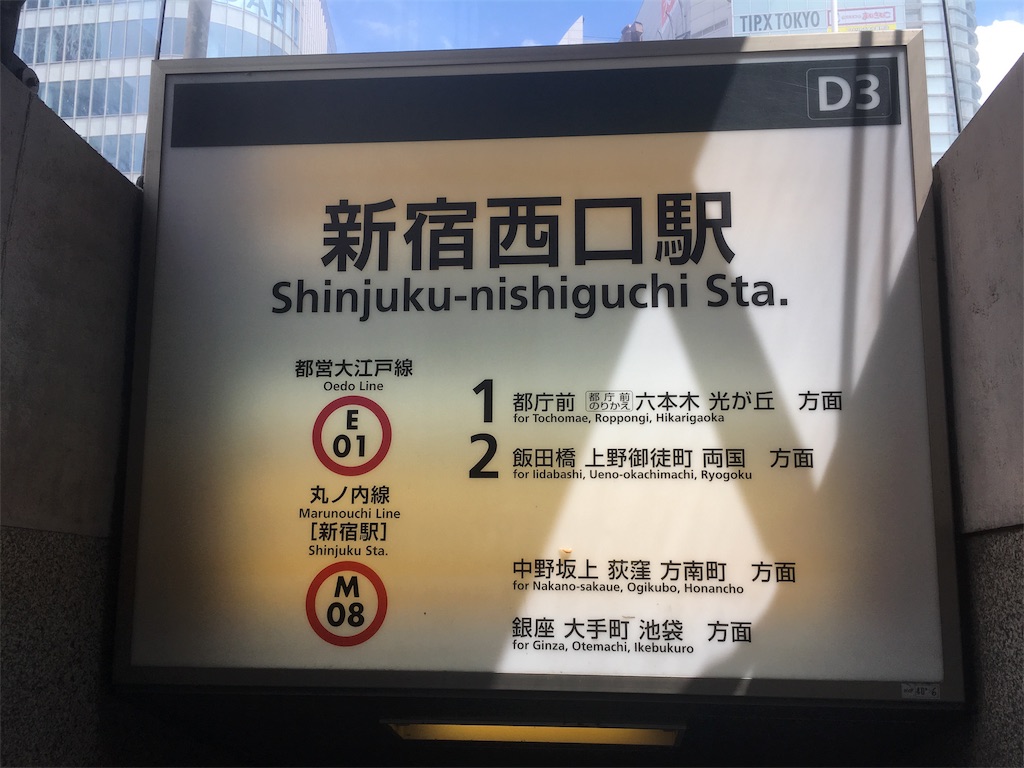 TIP.X TOKYO
D3
新宿西口駅
Shinjuku-nishiguchi Sta.
都営大江戸線
Oedo Line
E
01
1 都庁前 都庁前のりかえ 六本木 光が丘 方面
for Tochomae, Roppongi, Hikarigaoka
2 飯田橋 上野御徒町 両国 方面
for Iidabashi, Ueno-okachimachi, Ryogoku
丸ノ内線
Marunouchi Line
[新宿駅]
Shinjuku Sta.
M
08
中野坂上 荻窪 方南町 方面
for Nakano-sakaue, Ogikubo, Honancho
銀座 大手町 池袋 方面
for Ginza, Otemachi, Ikebukuro